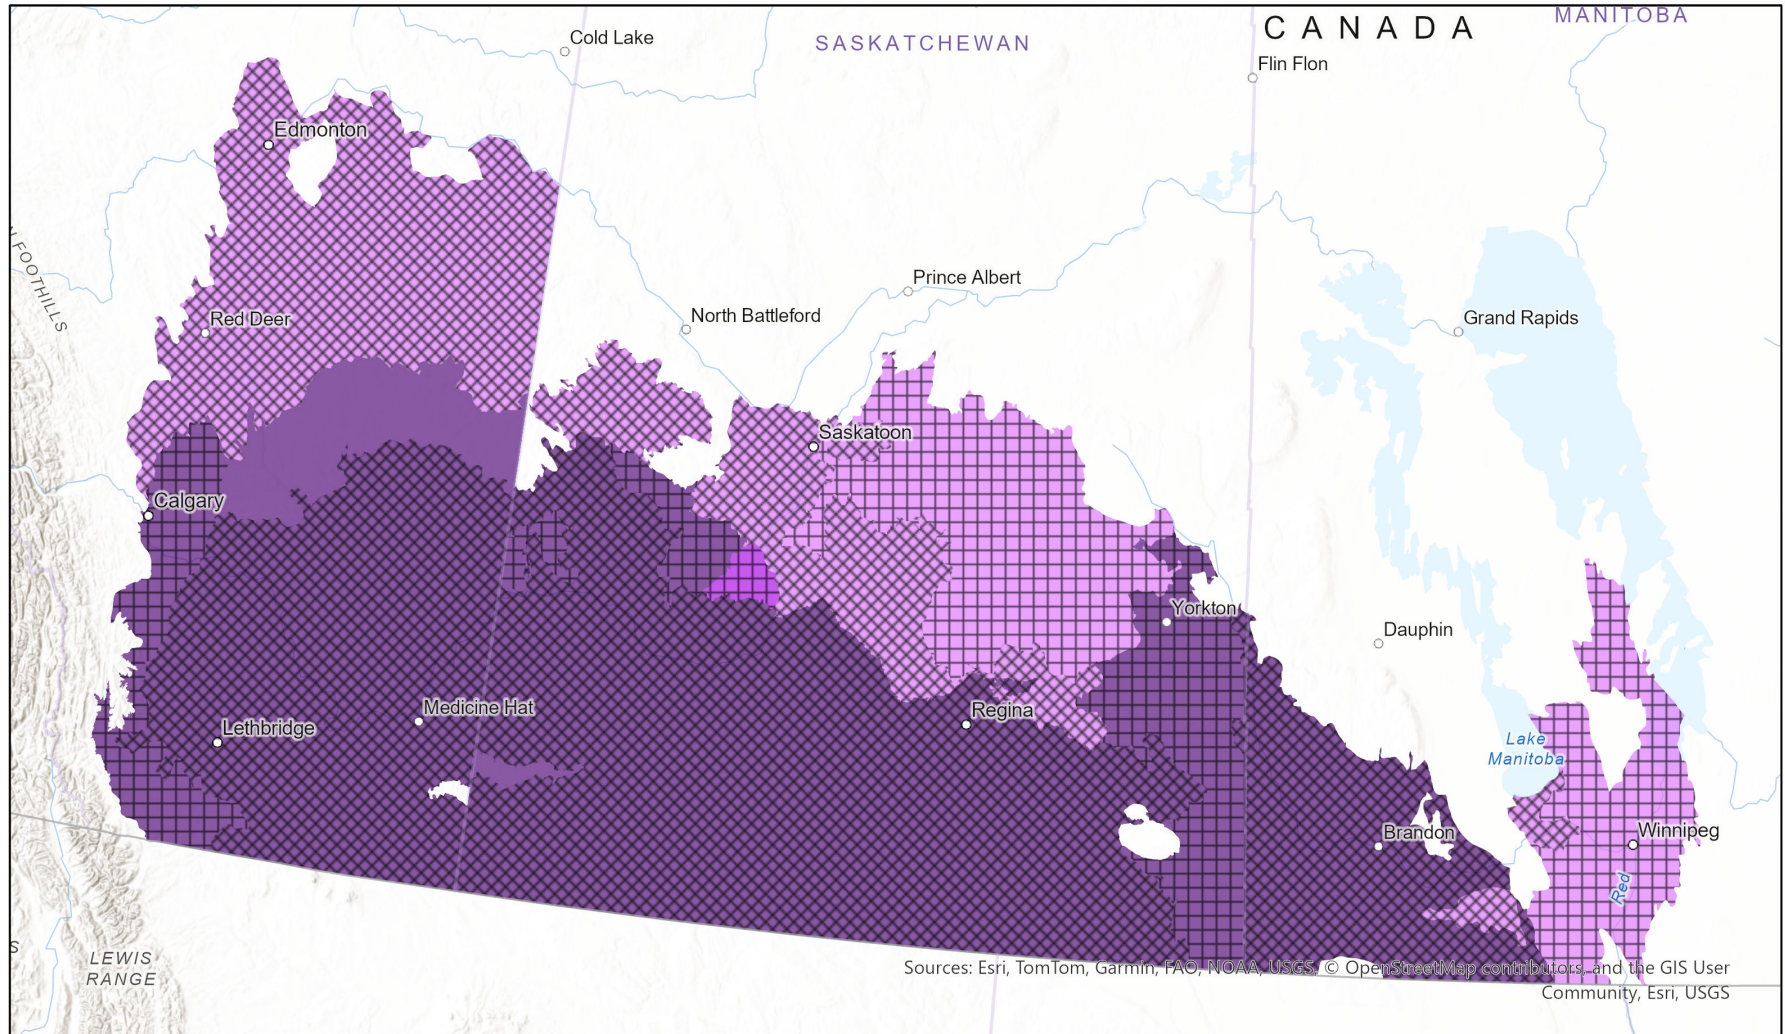 MANITOBA
CANADA
Cold Lake
SASKATCHEWAN
Flin Flon
Edmonton
N FOOTHILLS
Prince Albert
Red Deer
North Battleford
Grand Rapids
Saskatoon
Calgary
Yorkton
Dauphin
Medicine Hat
Regina
Lethbridge
Lake
Manitoba
Brandon
Winnipeg
Red
S
LEWIS
RANGE
Sources: Esri, TomTom, Garmin, FAO, NOAA, USGS, © OpenStreetMap contributors, and the GIS User
Community, Esri, USGS